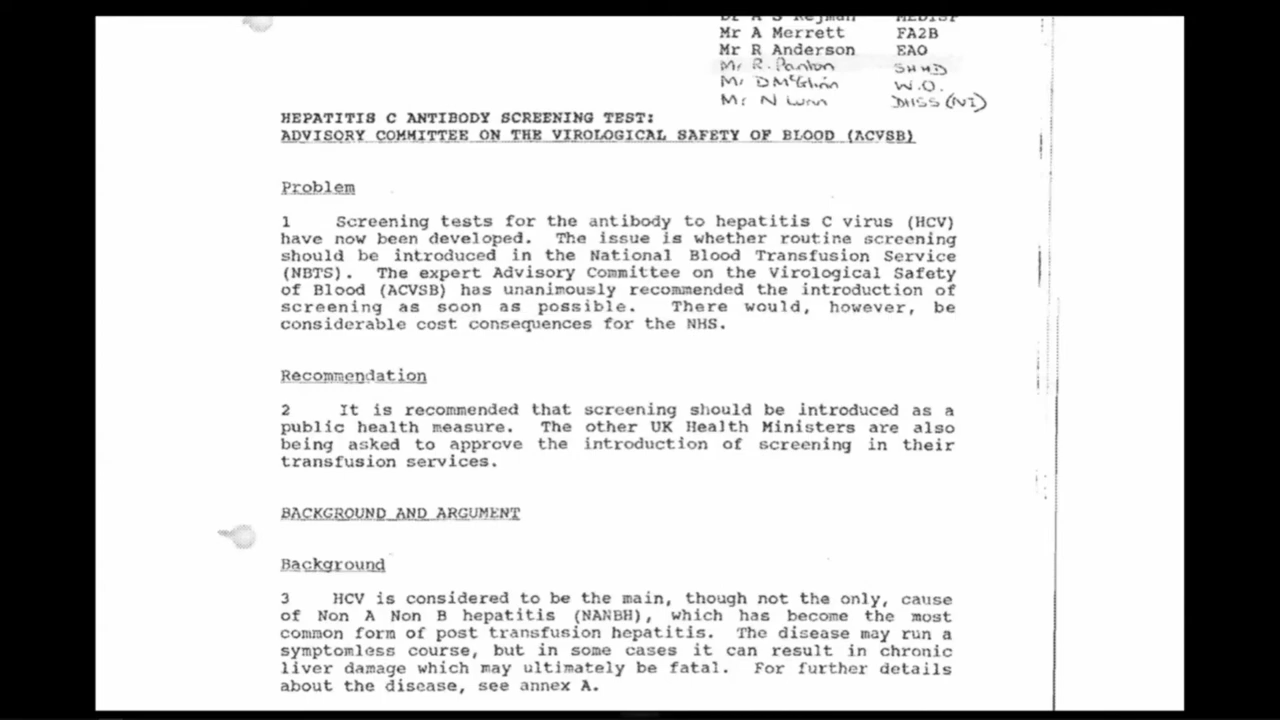 Mr A Merrett FA2B
Mr R Anderson EAO
Mr R. Panton SHHD
Mr D McGlinn W.O.
Mr N Lunn DHSS (NI)
HEPATITIS C ANTIBODY SCREENING TEST:
ADVISORY COMMITTEE ON THE VIROLOGICAL SAFETY OF BLOOD (ACVSB)
Problem
1 Screening tests for the antibody to hepatitis C virus (HCV)
have now been developed. The issue is whether routine screening
should be introduced in the National Blood Transfusion Service
(NBTS). The expert Advisory Committee on the Virological Safety
of Blood (ACVSB) has unanimously recommended the introduction of
screening as soon as possible. There would, however, be
considerable cost consequences for the NHS.
Recommendation
2 It is recommended that screening should be introduced as a
public health measure. The other UK Health Ministers are also
being asked to approve the introduction of screening in their
transfusion services.
BACKGROUND AND ARGUMENT
Background
3 HCV is considered to be the main, though not the only, cause
of Non A Non B hepatitis (NANBH), which has become the most
common form of post transfusion hepatitis. The disease may run a
symptomless course, but in some cases it can result in chronic
liver damage which may ultimately be fatal. For further details
about the disease, see annex A.